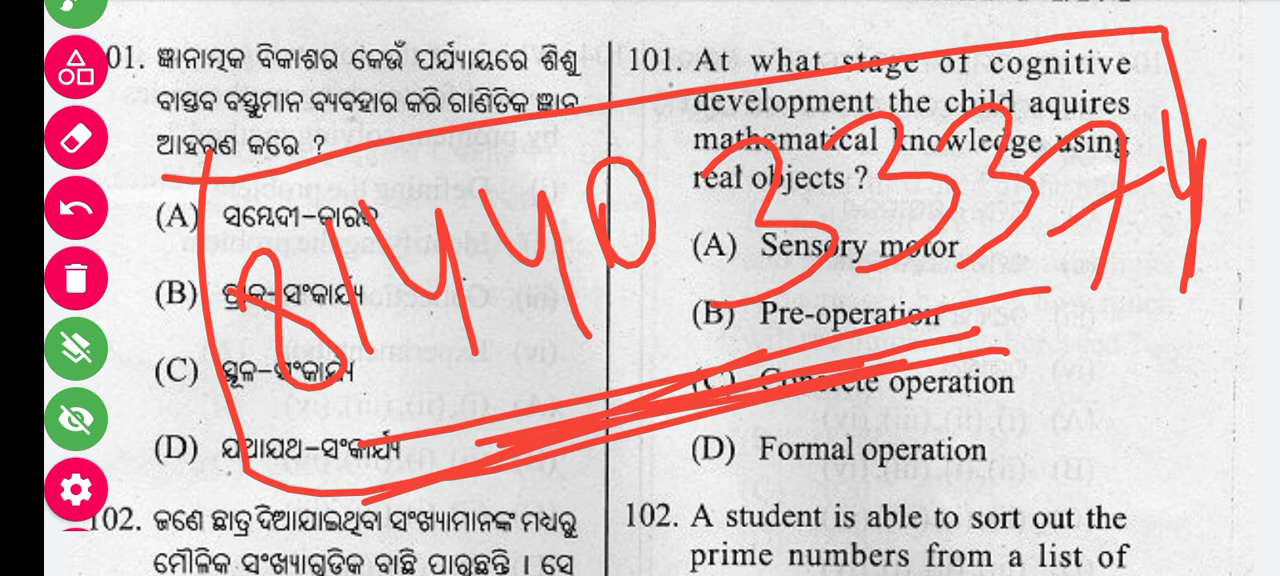 01. ଜ୍ଞାନାତ୍ମକ ବିକାଶର କେଉଁ ପର୍ଯ୍ୟାୟରେ ଶିଶୁ
ବାସ୍ତବ ବସ୍ତୁମାନ ବ୍ୟବହାର କରି ଗାଣିତିକ ଜ୍ଞାନ
ଆହରଣ କରେ ?
(A) ସମ୍ବେଦୀ-କାରକ
(B) ପ୍ରାକ୍-ସଂକାର୍ଯ୍ୟ
(C) ସ୍ଥୂଳ-ସଂକାର୍ଯ୍ୟ
(D) ଯଥାଯଥ-ସଂକାର୍ଯ୍ୟ
102. ଜଣେ ଛାତ୍ର ଦିଆଯାଇଥିବା ସଂଖ୍ୟାମାନଙ୍କ ମଧ୍ୟରୁ
ମୌଳିକ ସଂଖ୍ୟାଗୁଡ଼ିକ ବାଛି ପାରୁଛନ୍ତି । ସେ
101. At what stage of cognitive
development the child aquires
mathematical knowledge using
real objects ?
(A) Sensory motor
(B) Pre-operation
(C) Concrete operation
(D) Formal operation
102. A student is able to sort out the
prime numbers from a list of